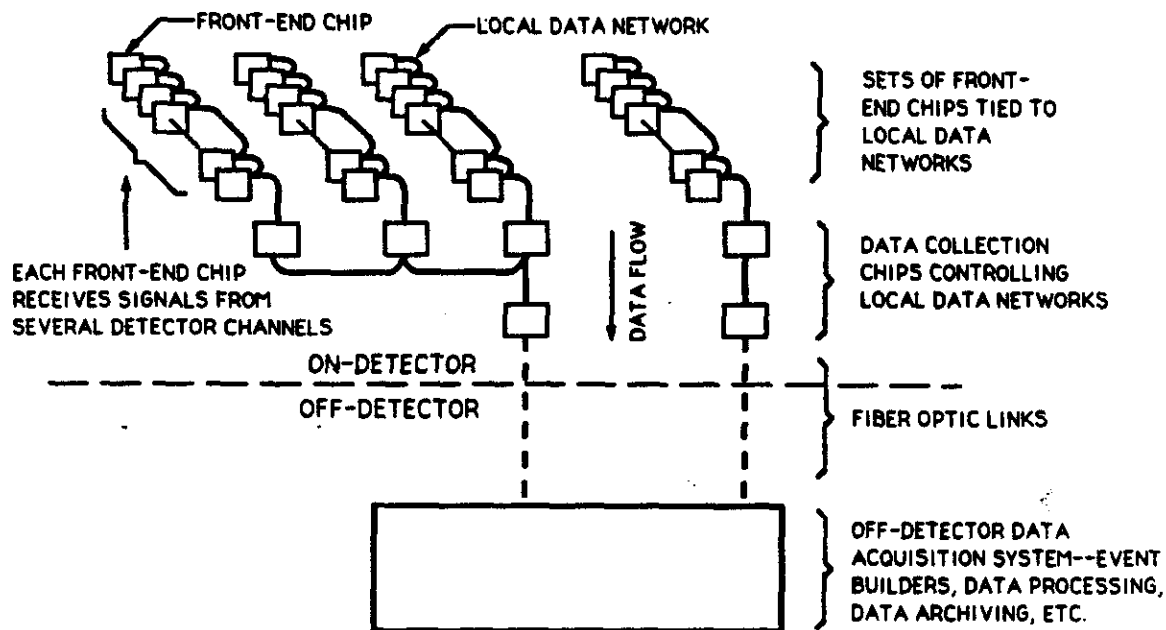 FRONT-END CHIP
LOCAL DATA NETWORK
SETS OF FRONT-
END CHIPS TIED TO
LOCAL DATA
NETWORKS
EACH FRONT-END CHIP
RECEIVES SIGNALS FROM
SEVERAL DETECTOR CHANNELS
DATA FLOW
DATA COLLECTION
CHIPS CONTROLLING
LOCAL DATA NETWORKS
ON-DETECTOR
OFF-DETECTOR
FIBER OPTIC LINKS
OFF-DETECTOR DATA
ACQUISITION SYSTEM--EVENT
BUILDERS, DATA PROCESSING,
DATA ARCHIVING, ETC.